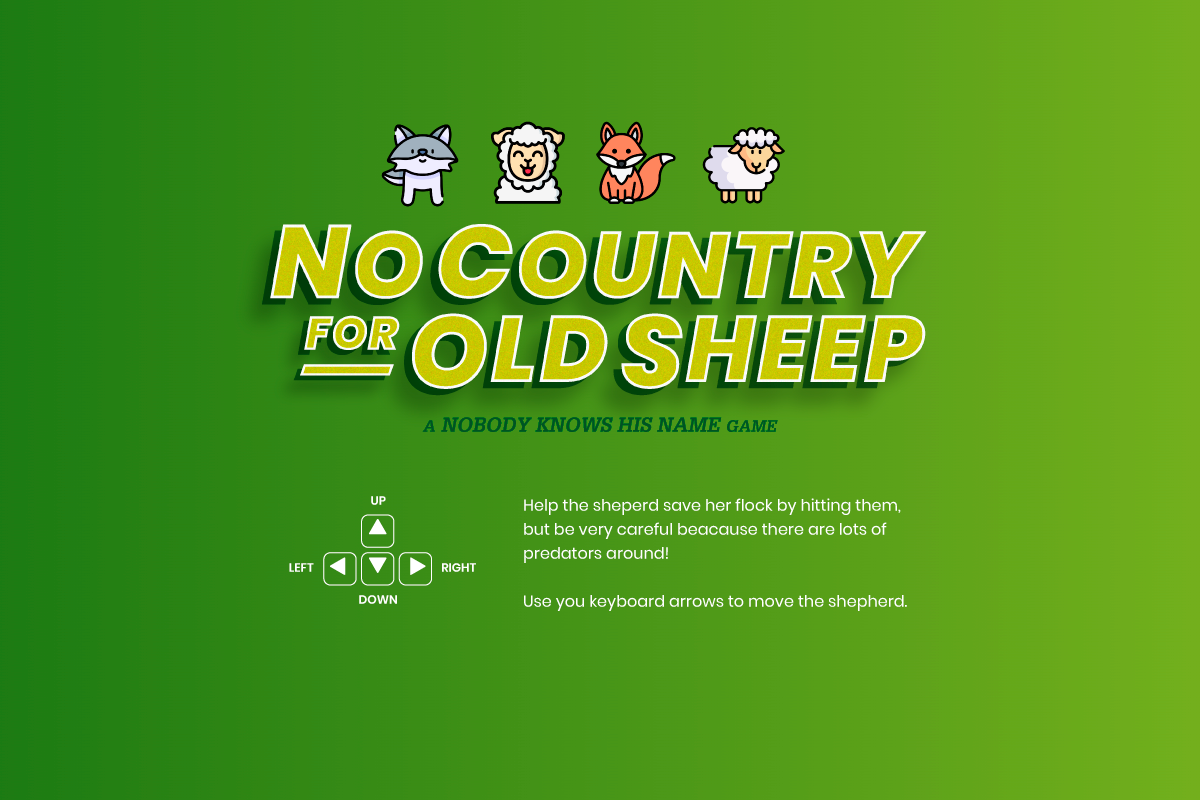 NO COUNTRY
FOR OLD SHEEP
A NOBODY KNOWS HIS NAME GAME
UP
LEFT
RIGHT
DOWN
Help the sheperd save her flock by hitting them,
but be very careful beacause there are lots of
predators around!
Use you keyboard arrows to move the shepherd.